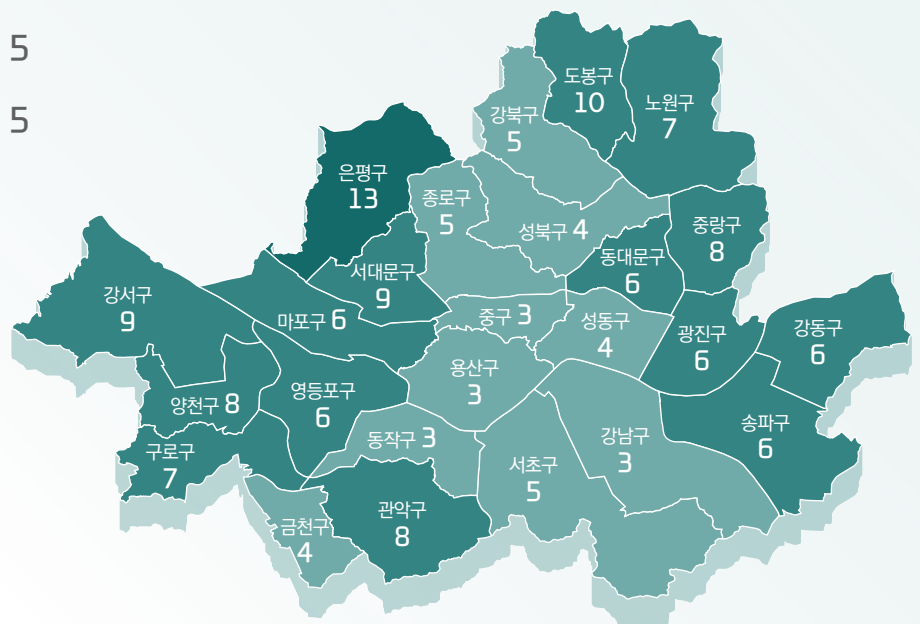 5
5
도봉구
10
노원구
7
강북구
5
은평구
13
종로구
5
성북구 4
중랑구
8
동대문구
6
서대문구
9
강서구
9
마포구 6
중구 3
성동구
4
광진구
6
강동구
6
용산구
3
양천구 8
영등포구
6
동작구 3
강남구
3
송파구
6
구로구
7
서초구
5
관악구
8
금천구
4